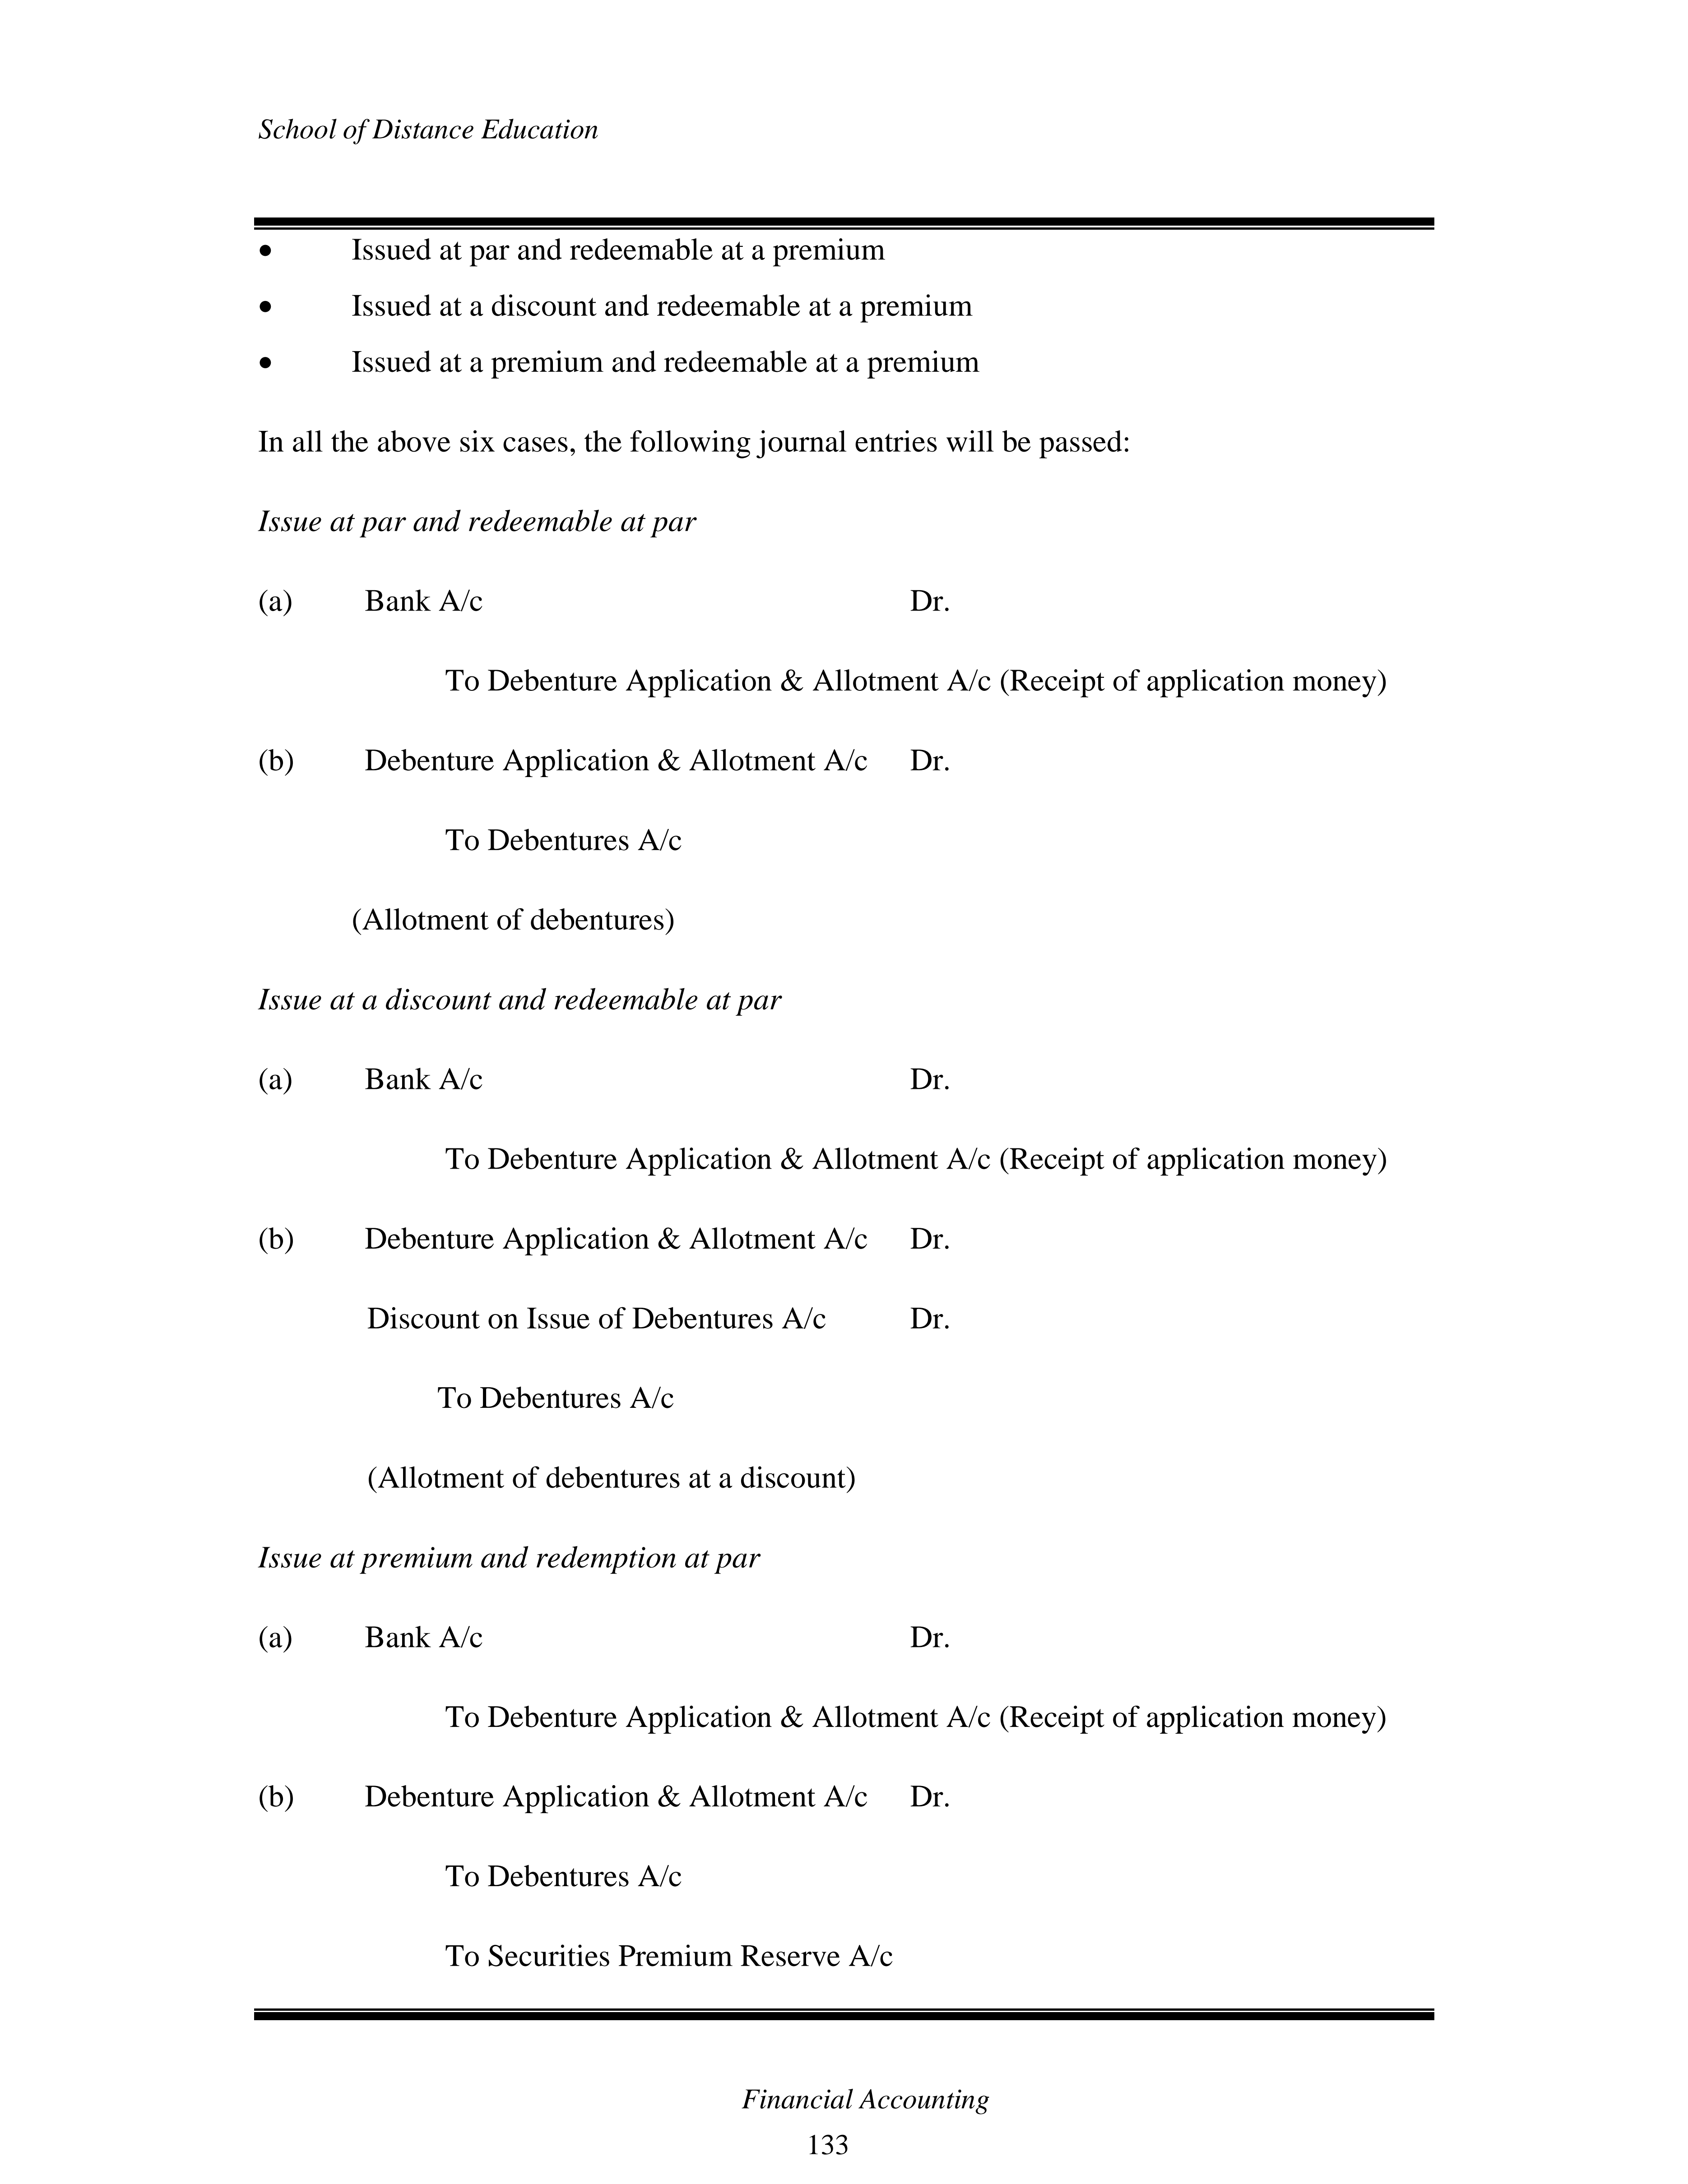 School of Distance Education
• Issued at par and redeemable at a premium
• Issued at a discount and redeemable at a premium
• Issued at a premium and redeemable at a premium
In all the above six cases, the following journal entries will be passed:
Issue at par and redeemable at par
(a) Bank A/c Dr.
To Debenture Application & Allotment A/c (Receipt of application money)
(b) Debenture Application & Allotment A/c Dr.
To Debentures A/c
(Allotment of debentures)
Issue at a discount and redeemable at par
(a) Bank A/c Dr.
To Debenture Application & Allotment A/c (Receipt of application money)
(b) Debenture Application & Allotment A/c Dr.
Discount on Issue of Debentures A/c Dr.
To Debentures A/c
(Allotment of debentures at a discount)
Issue at premium and redemption at par
(a) Bank A/c Dr.
To Debenture Application & Allotment A/c (Receipt of application money)
(b) Debenture Application & Allotment A/c Dr.
To Debentures A/c
To Securities Premium Reserve A/c
Financial Accounting
133